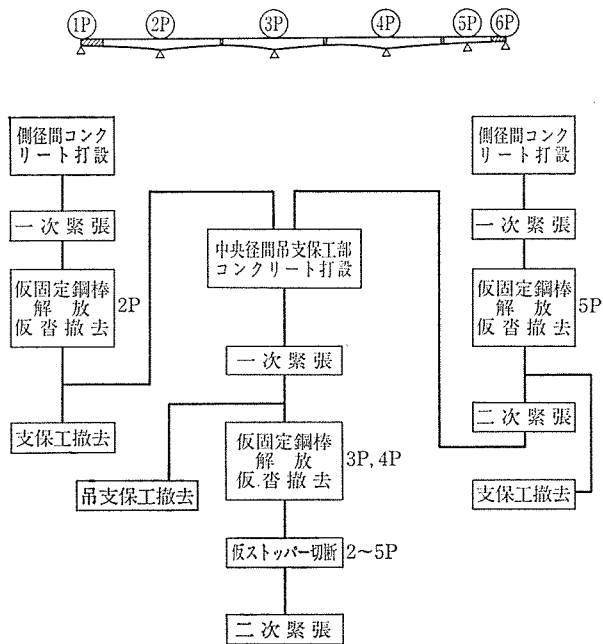 1P 2P 3P 4P 5P 6P
側径間コンク
リート打設
一次緊張
仮固定鋼棒
解放
仮沓撤去
2P
支保工撤去
中央径間吊支保工部
コンクリート打設
一次緊張
吊支保工撤去
仮固定鋼棒
解放
仮沓撤去
3P, 4P
仮ストッパー切断
2〜5P
二次緊張
側径間コンク
リート打設
一次緊張
仮固定鋼棒
解放
仮沓撤去
5P
二次緊張
支保工撤去